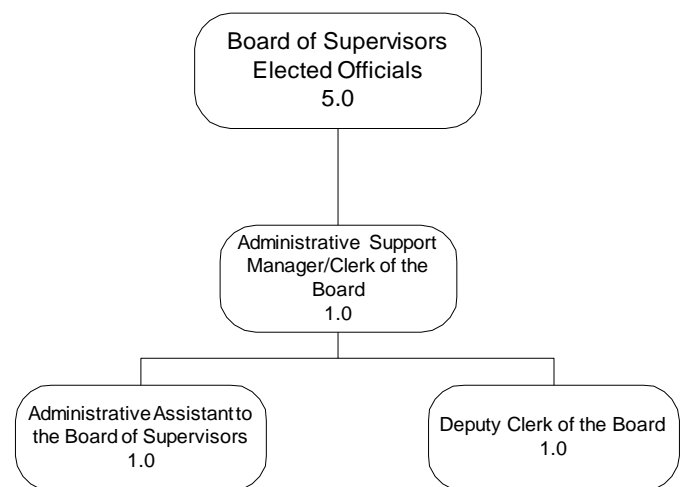 Board of Supervisors
Elected Officials
5.0
Administrative Support
Manager/Clerk of the
Board
1.0
Administrative Assistant to
the Board of Supervisors
1.0
Deputy Clerk of the Board
1.0